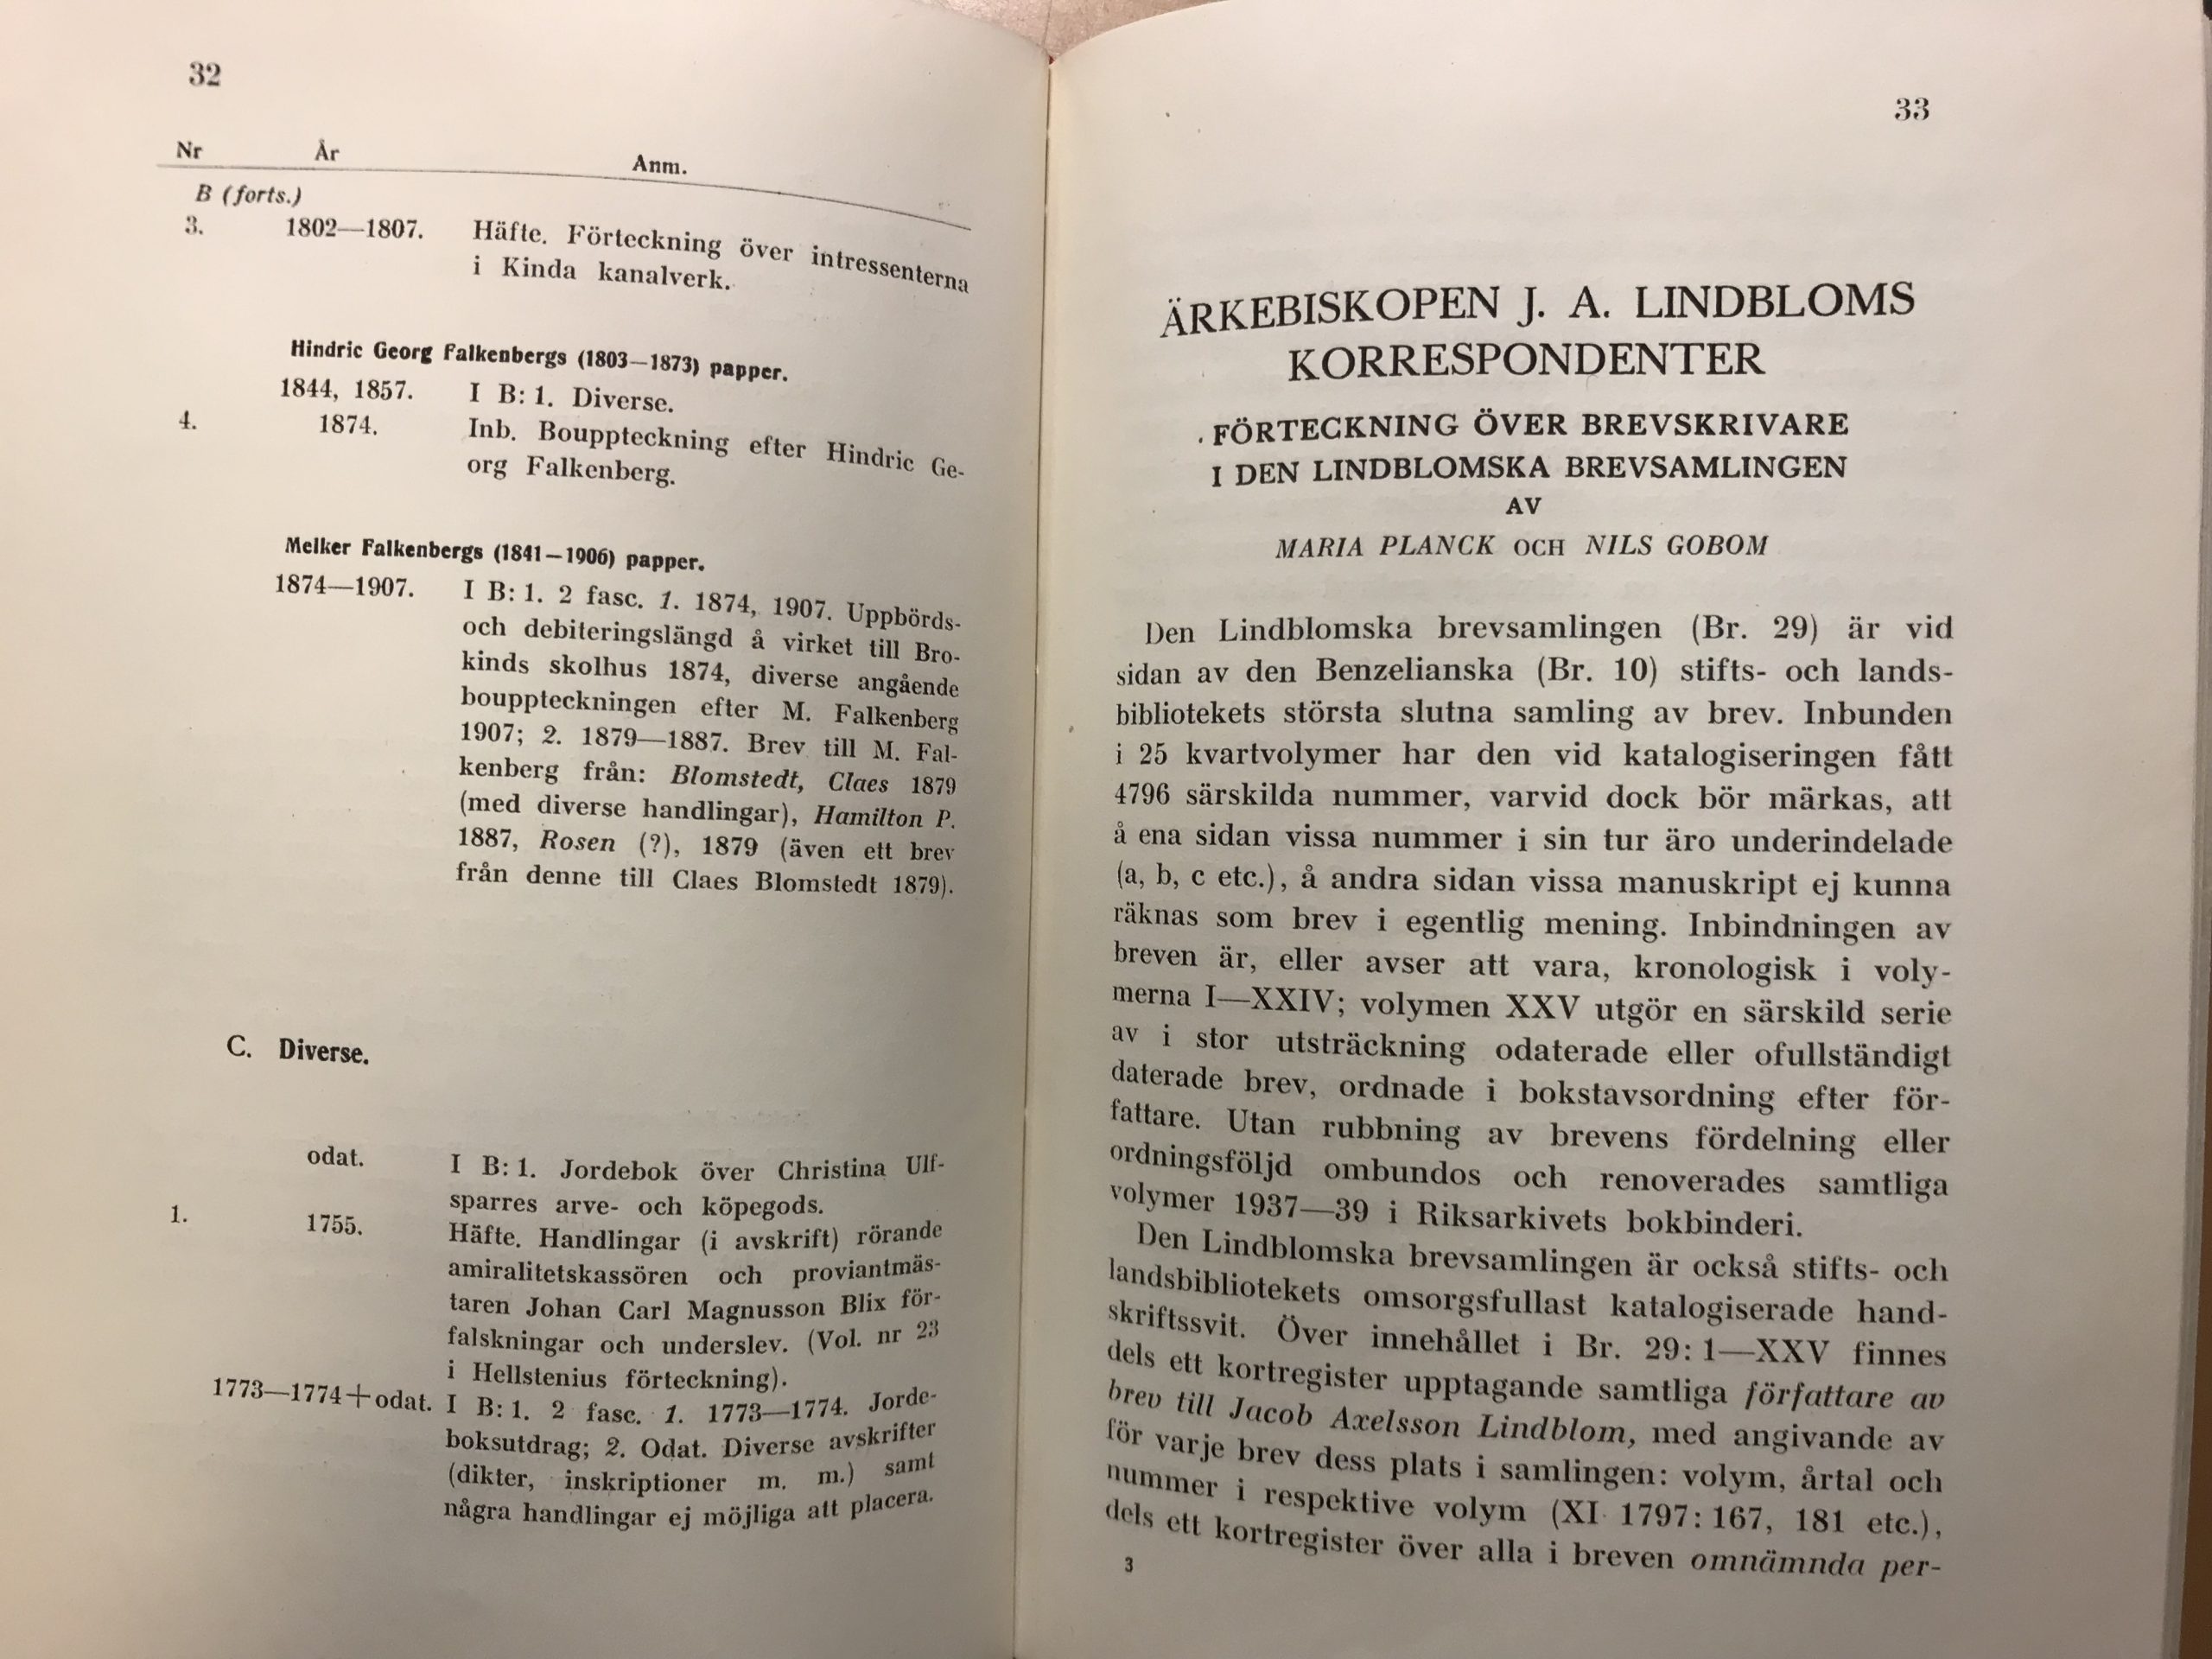 32
Nr År Anm.
B (forts.)
3. 1802—1807. Häfte. Förteckning över intressenterna
i Kinda kanalverk.
Hindric Georg Falkenbergs (1803—1873) papper.
1844, 1857. I B: 1. Diverse.
4. 1874. Inb. Bouppteckning efter Hindric Ge-
org Falkenberg.
Melker Falkenbergs (1841—1906) papper.
1874—1907. I B: 1. 2 fasc. 1. 1874, 1907. Uppbörds-
och debiteringslängd å virket till Bro-
kinds skolhus 1874, diverse angående
bouppteckningen efter M. Falkenberg
1907; 2. 1879—1887. Brev till M. Fal-
kenberg från: Blomstedt, Claes 1879
(med diverse handlingar), Hamilton P.
1887, Rosen (?), 1879 (även ett brev
från denne till Claes Blomstedt 1879).
C. Diverse.
odat. I B: 1. Jordebok över Christina Ulf-
sparres arve- och köpegods.
1. 1755. Häfte. Handlingar (i avskrift) rörande
amiralitetskassören och proviantmäs-
taren Johan Carl Magnusson Blix för-
falskningar och underslev. (Vol. nr 23
i Hellstenius förteckning).
1773—1774+odat. I B: 1. 2 fasc. 1. 1773—1774. Jorde-
boksutdrag; 2. Odat. Diverse avskrifter
(dikter, inskriptioner m. m.) samt
några handlingar ej möjliga att placera.
33
ÄRKEBISKOPEN J. A. LINDBLOMS
KORRESPONDENTER
FÖRTECKNING ÖVER BREVSKRIVARE
I DEN LINDBLOMSKA BREVSAMLINGEN
AV
MARIA PLANCK OCH NILS GOBOM
Den Lindblomska brevsamlingen (Br. 29) är vid
sidan av den Benzelianska (Br. 10) stifts- och lands-
bibliotekets största slutna samling av brev. Inbunden
i 25 kvartvolymer har den vid katalogiseringen fått
4796 särskilda nummer, varvid dock bör märkas, att
å ena sidan vissa nummer i sin tur äro underindelade
(a, b, c etc.), å andra sidan vissa manuskript ej kunna
räknas som brev i egentlig mening. Inbindningen av
breven är, eller avser att vara, kronologisk i voly-
merna I—XXIV; volymen XXV utgör en särskild serie
av i stor utsträckning odaterade eller ofullständigt
daterade brev, ordnade i bokstavsordning efter för-
fattare. Utan rubbning av brevens fördelning eller
ordningsföljd ombundos och renoverades samtliga
volymer 1937—39 i Riksarkivets bokbinderi.
Den Lindblomska brevsamlingen är också stifts- och
landsbibliotekets omsorgsfullast katalogiserade hand-
skriftssvit. Över innehållet i Br. 29: 1—XXV finnes
dels ett kortregister upptagande samtliga författare av
brev till Jacob Axelsson Lindblom, med angivande av
för varje brev dess plats i samlingen: volym, årtal och
nummer i respektive volym (XI 1797: 167, 181 etc.),
dels ett kortregister över alla i breven omnämnda per-
3